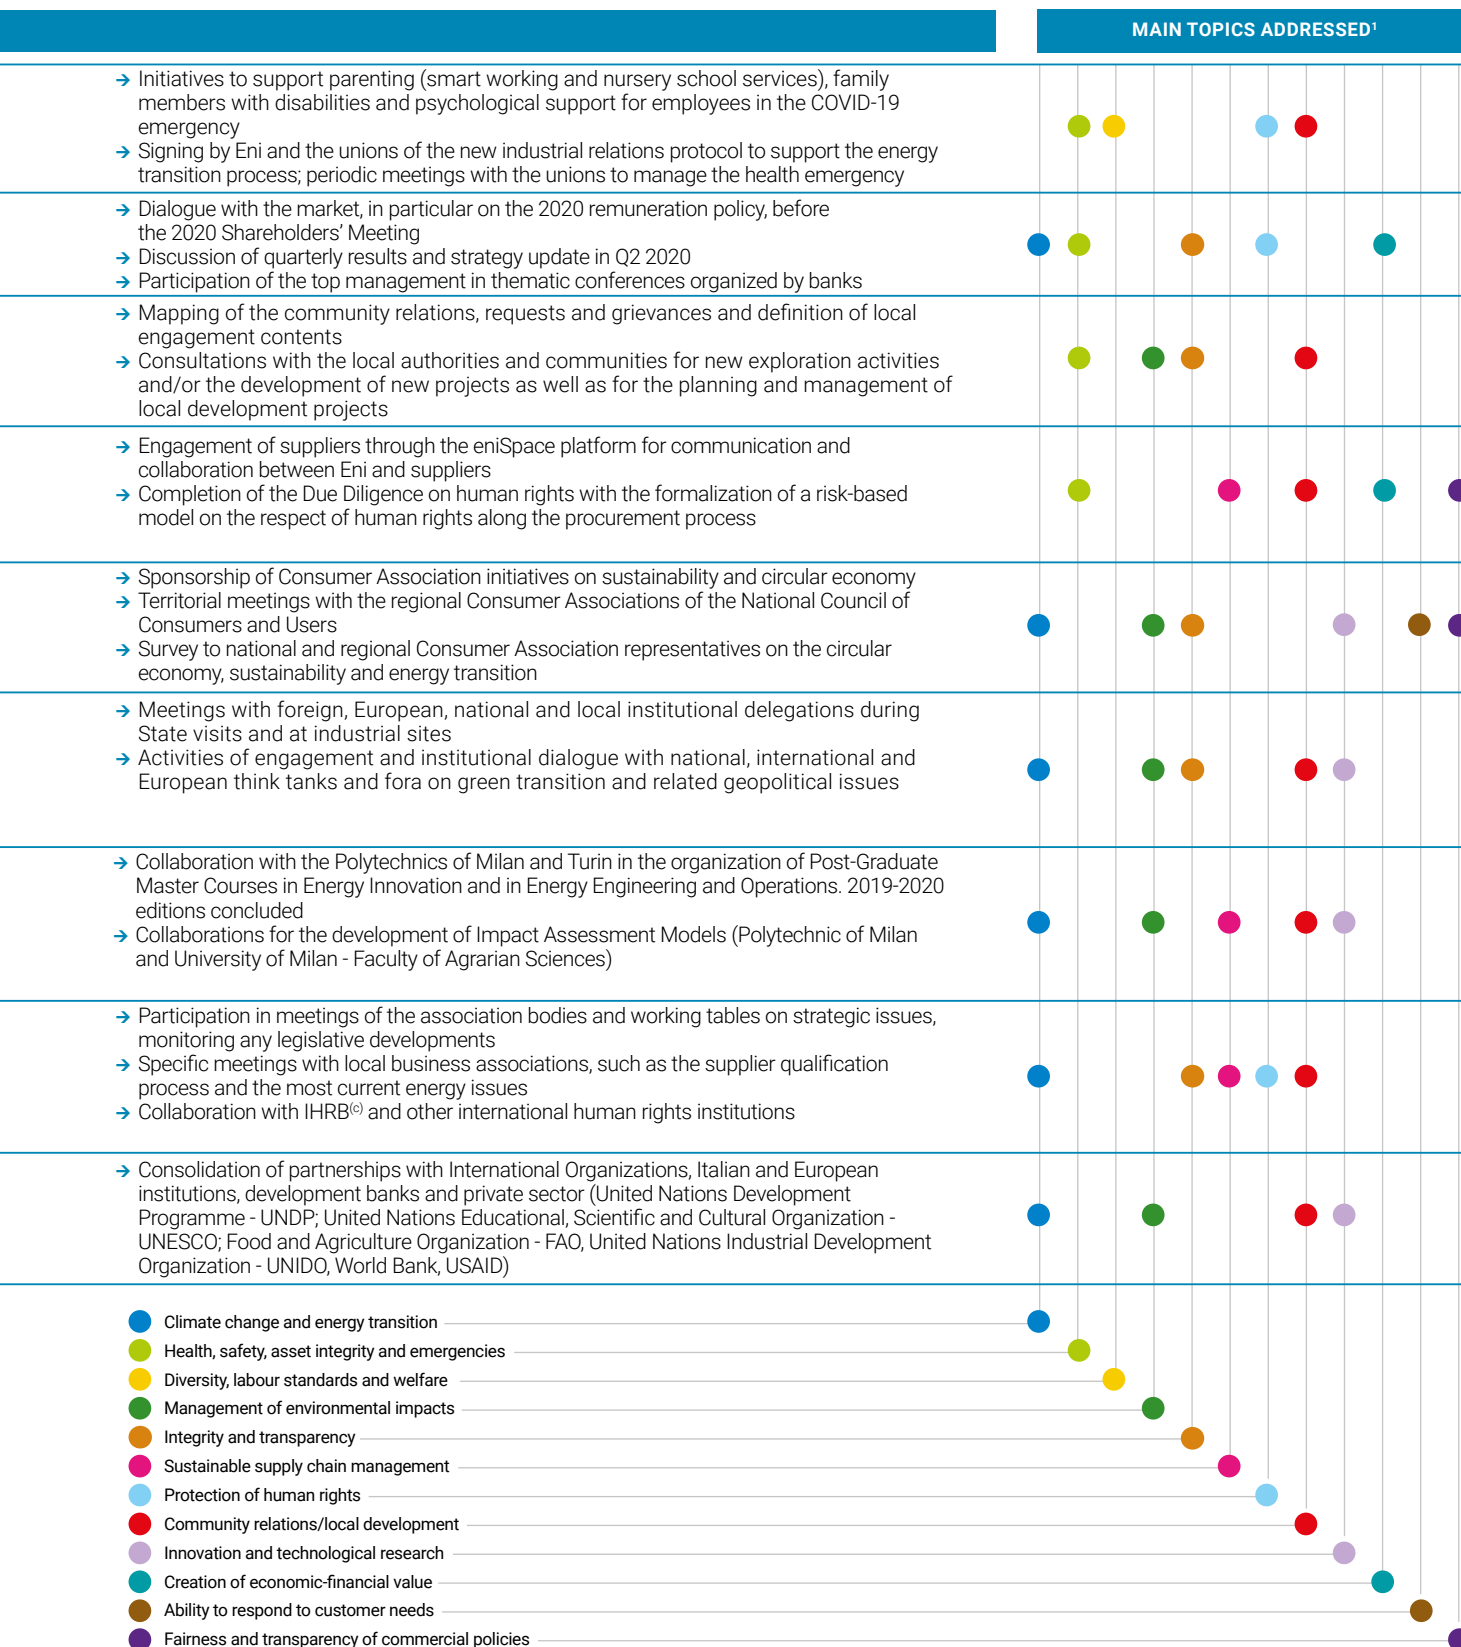 MAIN TOPICS ADDRESSED¹
→ Initiatives to support parenting (smart working and nursery school services), family
members with disabilities and psychological support for employees in the COVID-19
emergency
→ Signing by Eni and the unions of the new industrial relations protocol to support the energy
transition process; periodic meetings with the unions to manage the health emergency
→ Dialogue with the market, in particular on the 2020 remuneration policy, before
the 2020 Shareholders' Meeting
→ Discussion of quarterly results and strategy update in Q2 2020
→ Participation of the top management in thematic conferences organized by banks
→ Mapping of the community relations, requests and grievances and definition of local
engagement contents
→ Consultations with the local authorities and communities for new exploration activities
and/or the development of new projects as well as for the planning and management of
local development projects
→ Engagement of suppliers through the eniSpace platform for communication and
collaboration between Eni and suppliers
→ Completion of the Due Diligence on human rights with the formalization of a risk-based
model on the respect of human rights along the procurement process
→ Sponsorship of Consumer Association initiatives on sustainability and circular economy
→ Territorial meetings with the regional Consumer Associations of the National Council of
Consumers and Users
→ Survey to national and regional Consumer Association representatives on the circular
economy, sustainability and energy transition
→ Meetings with foreign, European, national and local institutional delegations during
State visits and at industrial sites
→ Activities of engagement and institutional dialogue with national, international and
European think tanks and fora on green transition and related geopolitical issues
→ Collaboration with the Polytechnics of Milan and Turin in the organization of Post-Graduate
Master Courses in Energy Innovation and in Energy Engineering and Operations. 2019-2020
editions concluded
→ Collaborations for the development of Impact Assessment Models (Polytechnic of Milan
and University of Milan - Faculty of Agrarian Sciences)
→ Participation in meetings of the association bodies and working tables on strategic issues,
monitoring any legislative developments
→ Specific meetings with local business associations, such as the supplier qualification
process and the most current energy issues
→ Collaboration with IHRB(c) and other international human rights institutions
→ Consolidation of partnerships with International Organizations, Italian and European
institutions, development banks and private sector (United Nations Development
Programme - UNDP; United Nations Educational, Scientific and Cultural Organization -
UNESCO; Food and Agriculture Organization - FAO, United Nations Industrial Development
Organization - UNIDO, World Bank, USAID)
Climate change and energy transition
Health, safety, asset integrity and emergencies
Diversity, labour standards and welfare
Management of environmental impacts
Integrity and transparency
Sustainable supply chain management
Protection of human rights
Community relations/local development
Innovation and technological research
Creation of economic-financial value
Ability to respond to customer needs
Fairness and transparency of commercial policies